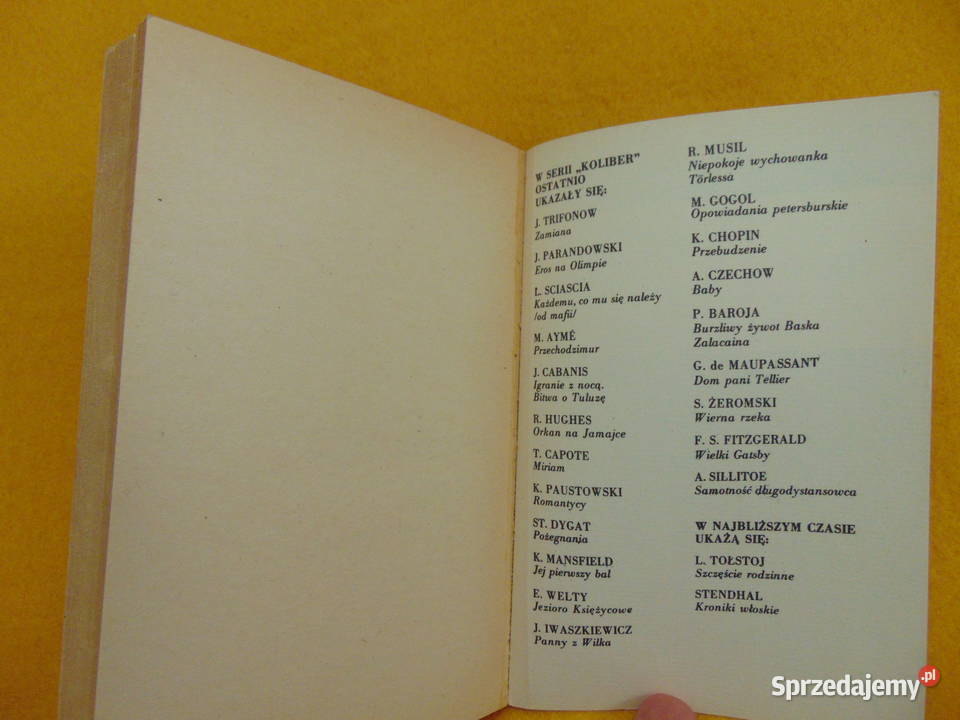 W SERII „KOLIBER”
OSTATNIO
UKAZAŁY SIĘ:
J. TRIFONOW
Zamiana
J. PARANDOWSKI
Eros na Olimpie
L. SCIASCIA
Każdemu, co mu się należy
/od mafii/
M. AYMÉ
Przechodzimur
J. CABANIS
Igranie z nocą.
Bitwa o Tuluzę
R. HUGHES
Orkan na Jamajce
T. CAPOTE
Miriam
K. PAUSTOWSKI
Romantycy
ST. DYGAT
Pożegnania
K. MANSFIELD
Jej pierwszy bal
E. WELTY
Jezioro Księżycowe
J. IWASZKIEWICZ
Panny z Wilka
R. MUSIL
Niepokoje wychowanka
Törlessa
M. GOGOL
Opowiadania petersburskie
K. CHOPIN
Przebudzenie
A. CZECHOW
Baby
P. BAROJA
Burzliwy żywot Baska
Zalacaina
G. de MAUPASSANT
Dom pani Tellier
S. ŻEROMSKI
Wierna rzeka
F. S. FITZGERALD
Wielki Gatsby
A. SILLITOE
Samotność długodystansowca
W NAJBLIŻSZYM CZASIE
UKAŻĄ SIĘ:
L. TOŁSTOJ
Szczęście rodzinne
STENDHAL
Kroniki włoskie
Sprzedajemy.pl